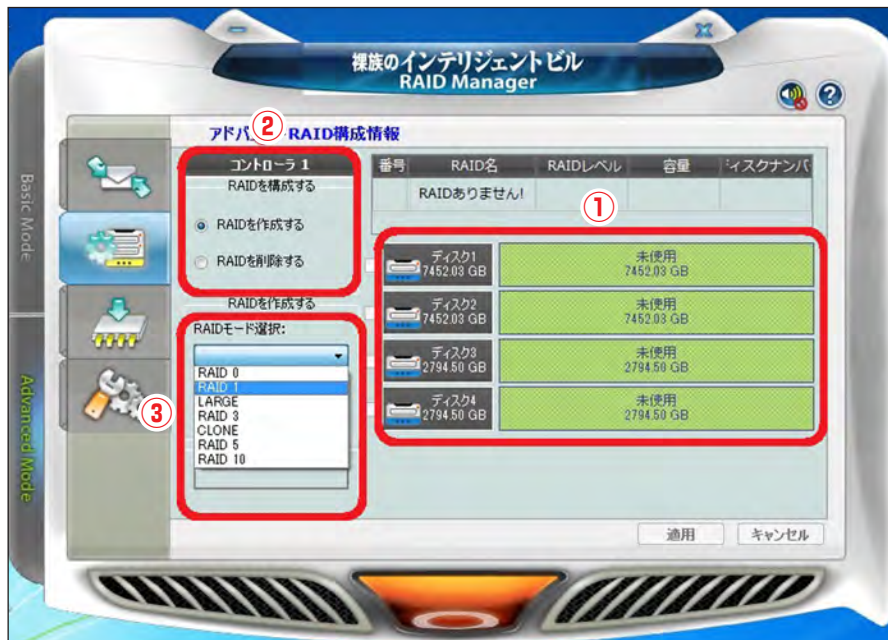 裸族のインテリジェントビル
RAID Manager
Basic Mode
Advanced Mode
② RAID構成情報
コントローラ 1
RAIDを構成する
RAIDを作成する
RAIDを削除する
RAIDを作成する
RAIDモード選択:
RAID 0
RAID 1
LARGE
RAID 3
CLONE
RAID 5
RAID 10
③
番号 RAID名 RAIDレベル 容量 ィスクナンバ
RAIDありません!
①
ディスク1
7452.03 GB
未使用
7452.03 GB
ディスク2
7452.03 GB
未使用
7452.03 GB
ディスク3
2794.50 GB
未使用
2794.50 GB
ディスク4
2794.50 GB
未使用
2794.50 GB
適用 キャンセル